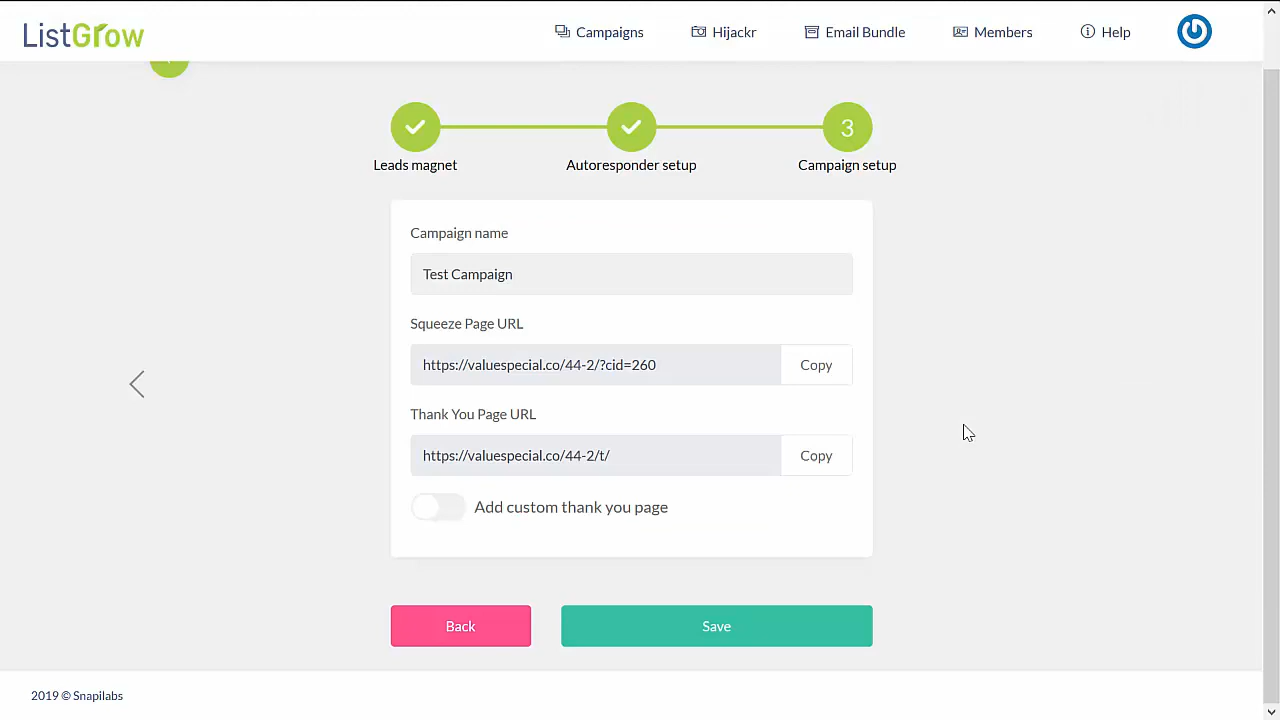 ListGrow
Campaigns
Hijackr
Email Bundle
Members
Help
3
Leads magnet
Autoresponder setup
Campaign setup
Campaign name
Test Campaign
Squeeze Page URL
https://valuespecial.co/44-2/?cid=260
Copy
Thank You Page URL
https://valuespecial.co/44-2/t/
Copy
Add custom thank you page
Back
Save
2019 © Snapilabs